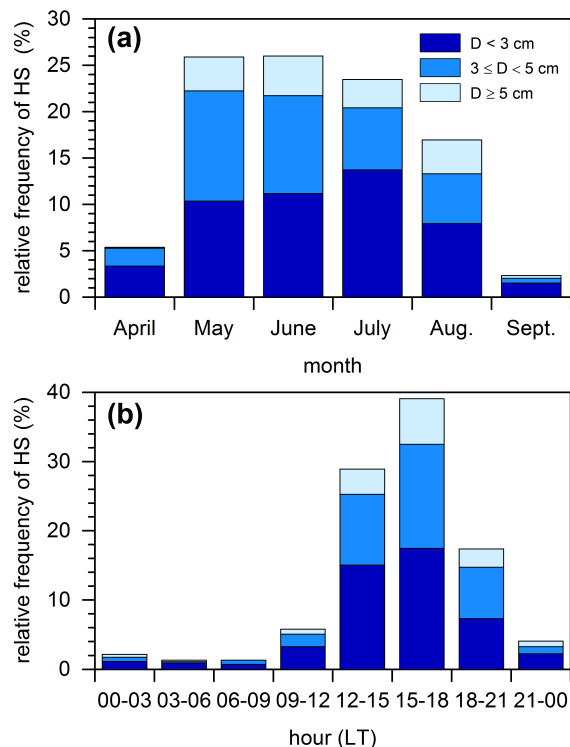 (a)
D < 3 cm
3 ≤ D < 5 cm
D ≥ 5 cm
relative frequency of HS (%)
30
25
20
15
10
5
0
April May June July Aug. Sept.
month
(b)
relative frequency of HS (%)
40
30
20
10
0
00-03 03-06 06-09 09-12 12-15 15-18 18-21 21-00
hour (LT)